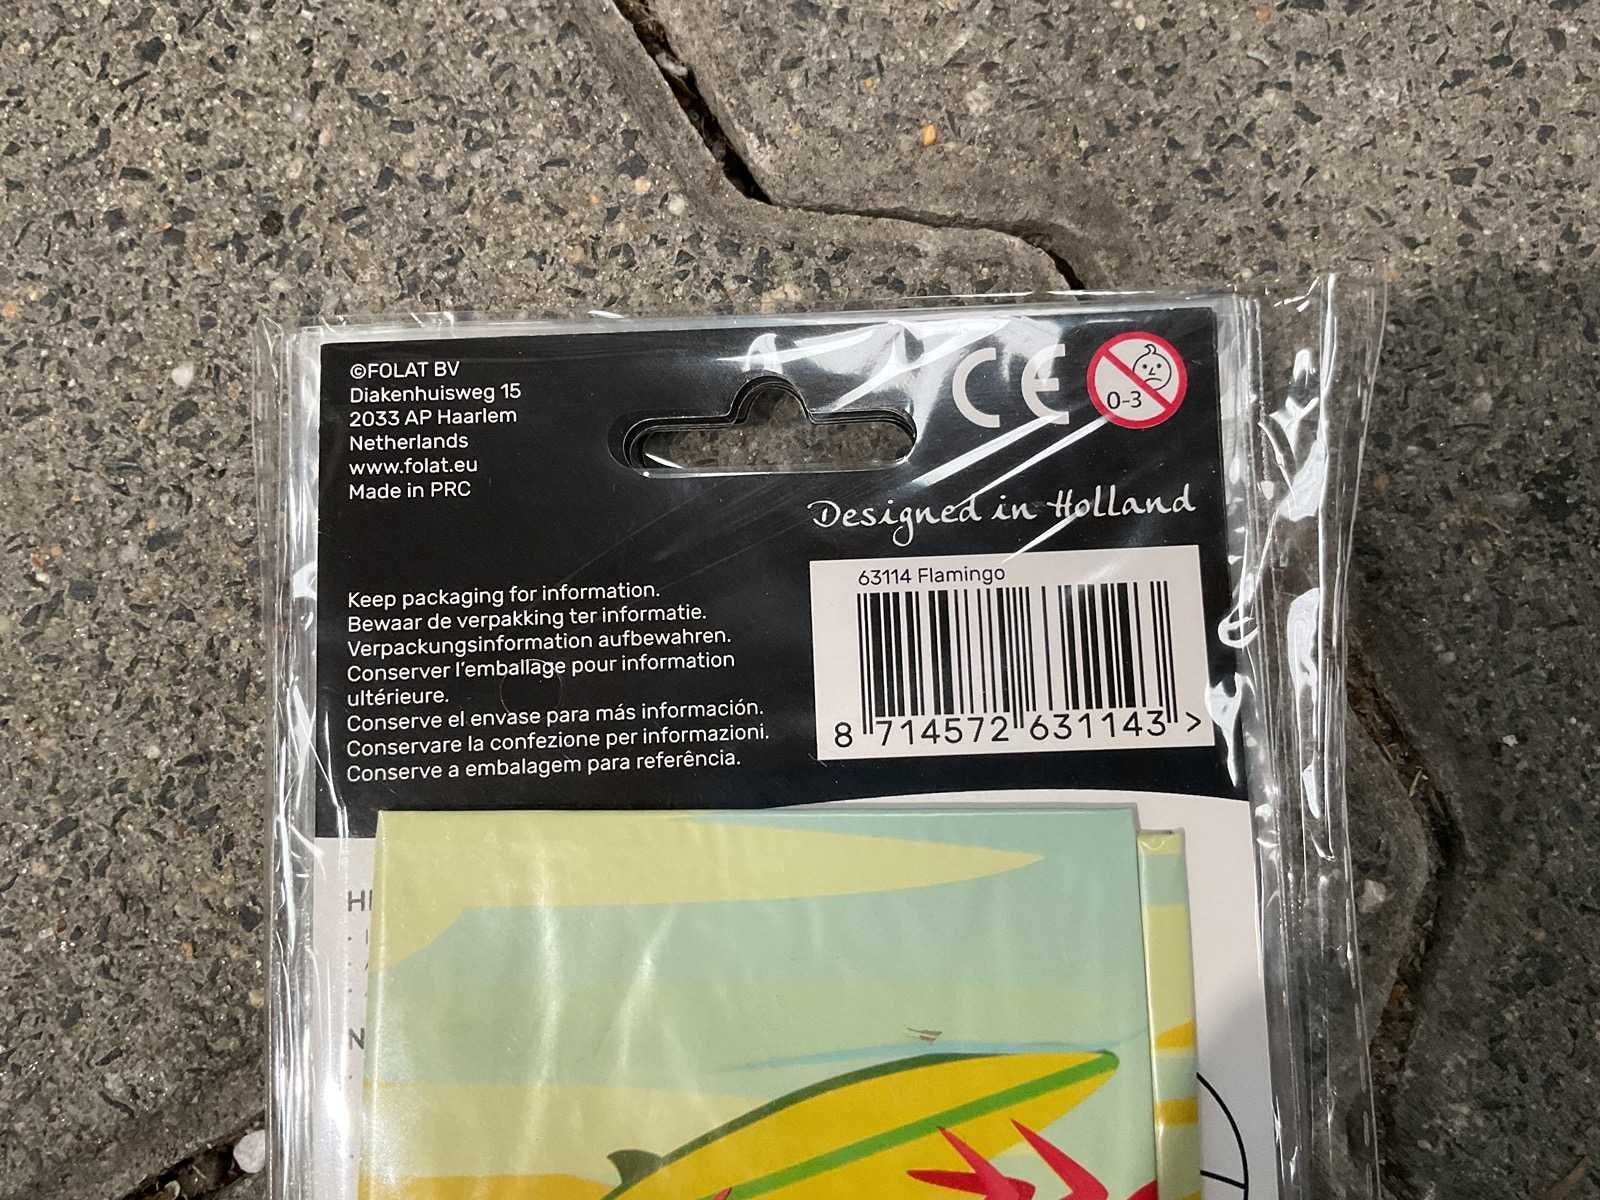 ©FOLAT BV
Diakenhuisweg 15
2033 AP Haarlem
Netherlands
www.folat.eu
Made in PRC
CE
0-3
Designed in Holland
63114 Flamingo
8 714572 631143 >
Keep packaging for information.
Bewaar de verpakking ter informatie.
Verpackungsinformation aufbewahren.
Conserver l'emballage pour information
ultérieure.
Conserve el envase para más información.
Conservare la confezione per informazioni.
Conserve a embalagem para referência.